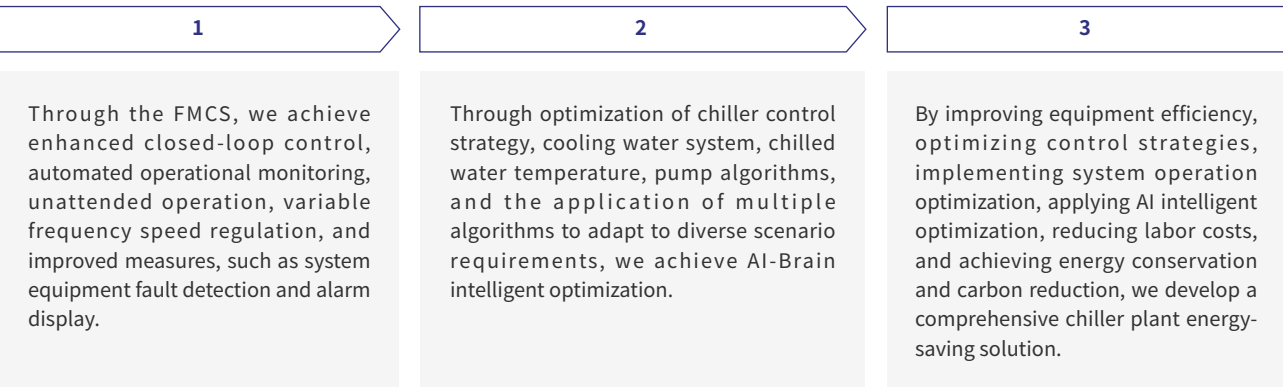 1
Through the FMCS, we achieve
enhanced closed-loop control,
automated operational monitoring,
unattended operation, variable
frequency speed regulation, and
improved measures, such as system
equipment fault detection and alarm
display.
2
Through optimization of chiller control
strategy, cooling water system, chilled
water temperature, pump algorithms,
and the application of multiple
algorithms to adapt to diverse scenario
requirements, we achieve AI-Brain
intelligent optimization.
3
By improving equipment efficiency,
optimizing control strategies,
implementing system operation
optimization, applying AI intelligent
optimization, reducing labor costs,
and achieving energy conservation
and carbon reduction, we develop a
comprehensive chiller plant energy-
saving solution.